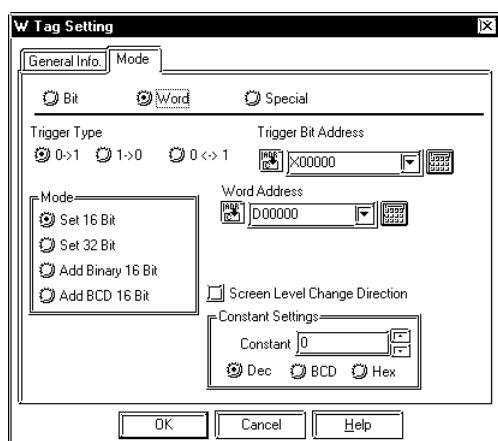 W Tag Setting
General Info. Mode
Bit Word Special
Trigger Type Trigger Bit Address
0->1 1->0 0 <-> 1 X00000
Word Address
D00000
Mode
Set 16 Bit
Set 32 Bit
Add Binary 16 Bit
Add BCD 16 Bit
Screen Level Change Direction
Constant Settings
Constant 0
Dec BCD Hex
OK Cancel Help